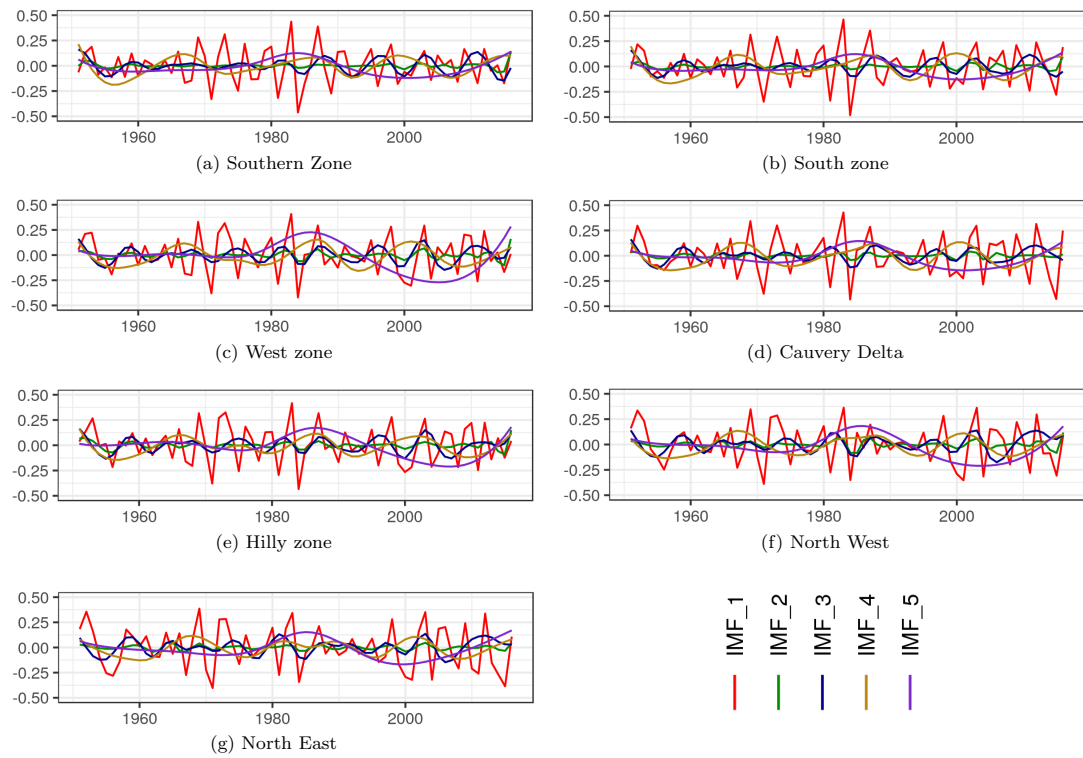 0.50
0.25
0.00
-0.25
-0.50
1960 1980 2000
(a) Southern Zone
0.50
0.25
0.00
-0.25
-0.50
1960 1980 2000
(b) South zone
0.50
0.25
0.00
-0.25
-0.50
1960 1980 2000
(c) West zone
0.50
0.25
0.00
-0.25
-0.50
1960 1980 2000
(d) Cauvery Delta
0.50
0.25
0.00
-0.25
-0.50
1960 1980 2000
(e) Hilly zone
0.50
0.25
0.00
-0.25
-0.50
1960 1980 2000
(f) North West
0.50
0.25
0.00
-0.25
-0.50
1960 1980 2000
(g) North East
IMF_1
IMF_2
IMF_3
IMF_4
IMF_5